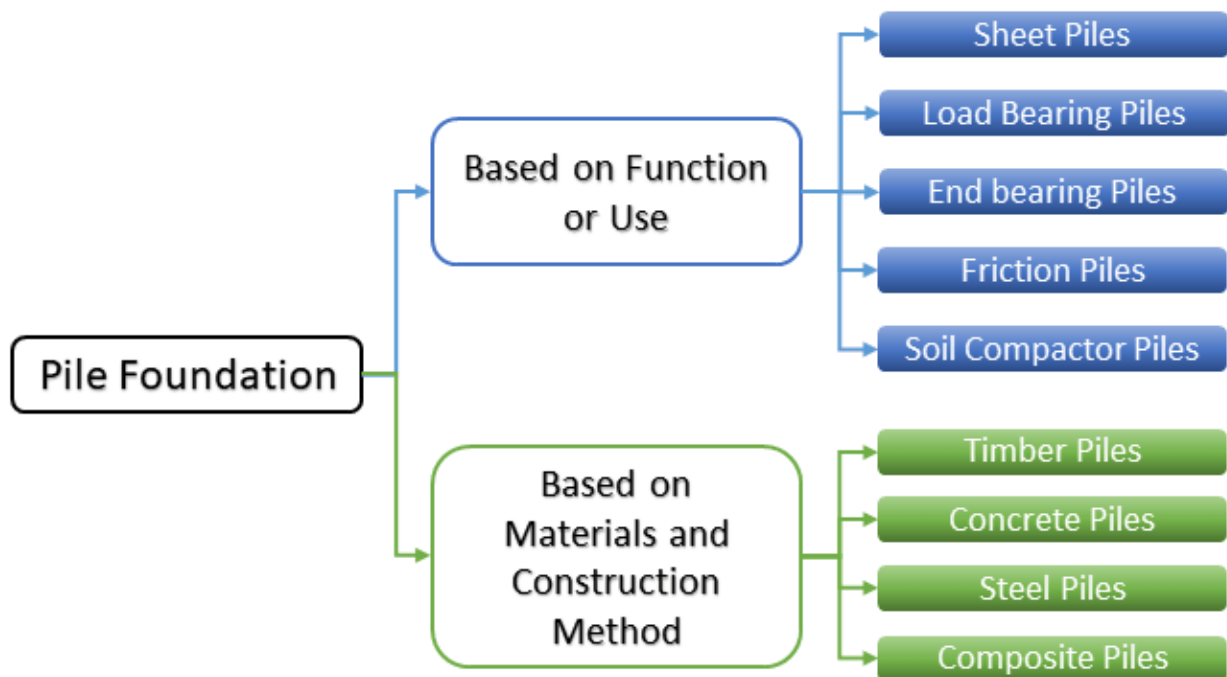 Pile Foundation
Based on Function
or Use
Sheet Piles
Load Bearing Piles
End bearing Piles
Friction Piles
Soil Compactor Piles
Based on
Materials and
Construction
Method
Timber Piles
Concrete Piles
Steel Piles
Composite Piles